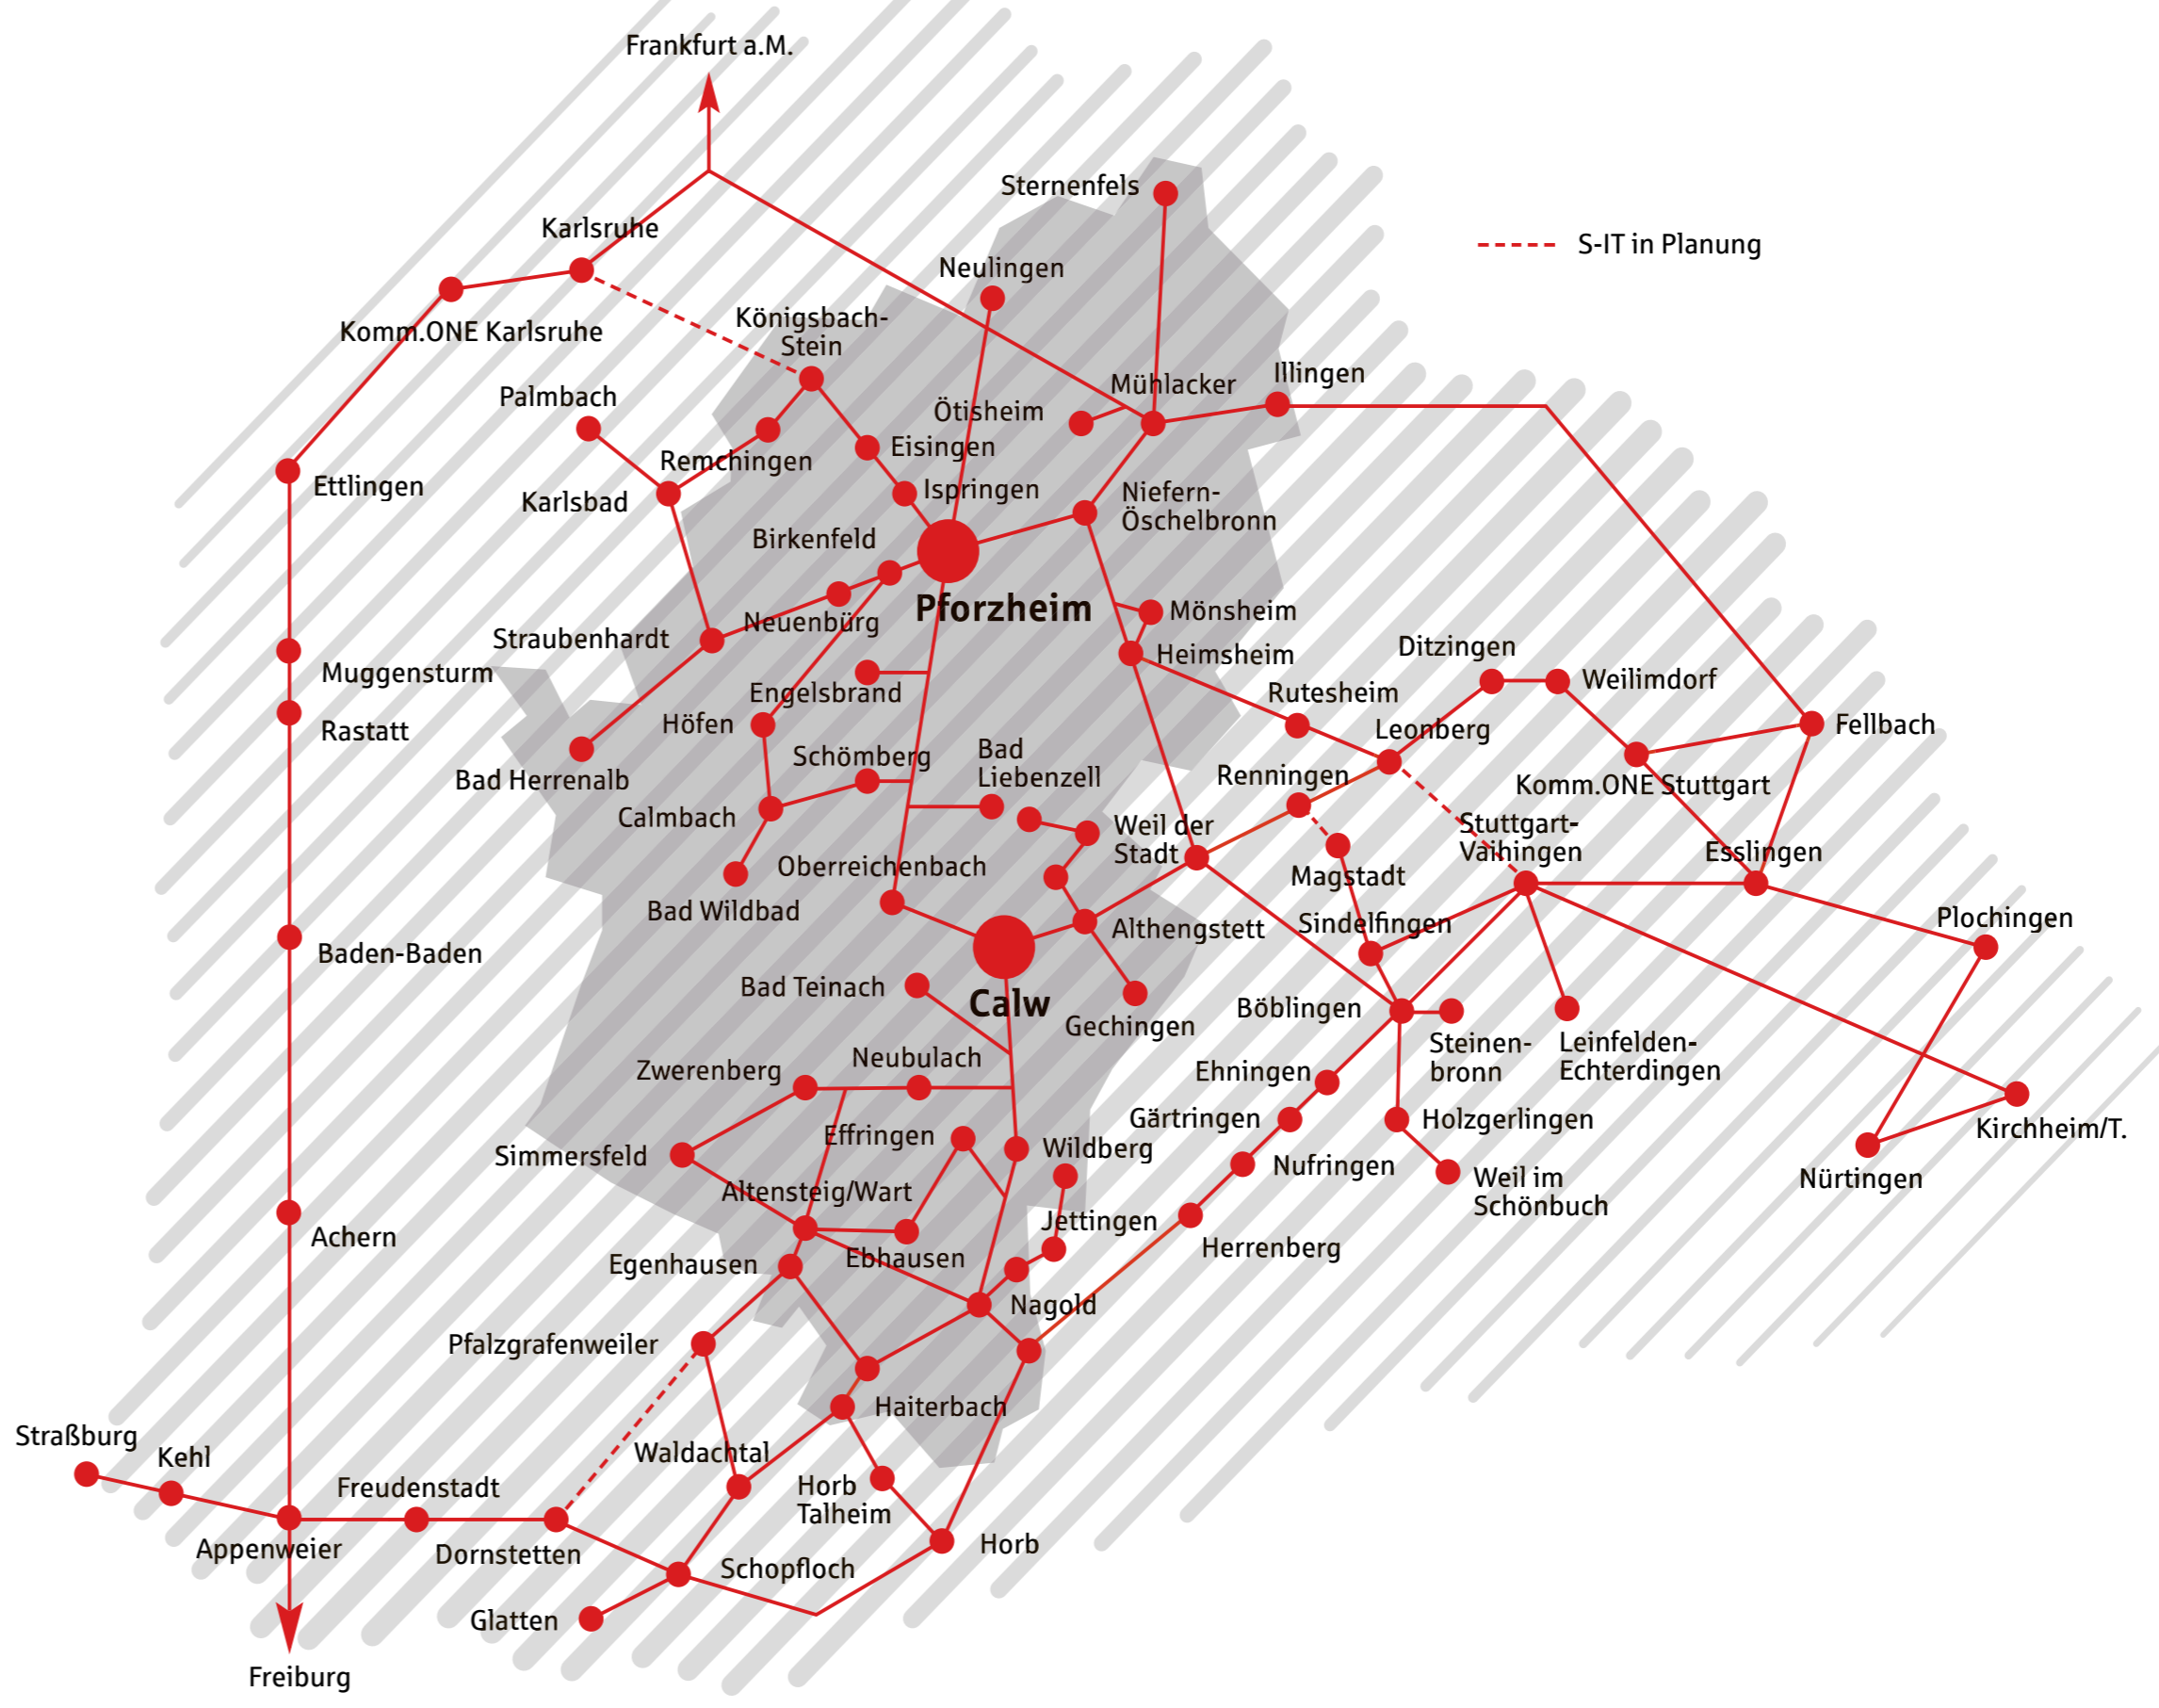 Frankfurt a.M.
Sternenfels
Karlsruhe
S-IT in Planung
Neulingen
Königsbach-
Stein
Komm.ONE Karlsruhe
Illingen
Mühlacker
Palmbach
Ötisheim
Eisingen
Remchingen
Ettlingen
Karlsbad
Ispringen
Niefern-
Öschelbronn
Birkenfeld
Pforzheim
Mönsheim
Neuenbürg
Straubenhardt
Heimsheim
Ditzingen
Muggensturm
Weilimdorf
Engelsbrand
Rutesheim
Höfen
Rastatt
Leonberg
Fellbach
Bad Herrenalb
Schömberg
Bad
Liebenzell
Renningen
Komm.ONE Stuttgart
Calmbach
Weil der
Stadt
Stuttgart-
Vaihingen
Esslingen
Oberreichenbach
Magstadt
Bad Wildbad
Plochingen
Sindelfingen
Althengstett
Baden-Baden
Bad Teinach
Calw
Böblingen
Gechingen
Steinen-
bronn
Leinfelden-
Echterdingen
Neubulach
Zwerenberg
Ehningen
Gärtringen
Holzgerlingen
Kirchheim/T.
Effringen
Wildberg
Simmersfeld
Nufringen
Nürtingen
Weil im
Schönbuch
Altensteig/Wart
Jettingen
Achern
Herrenberg
Ebhausen
Egenhausen
Nagold
Pfalzgrafenweiler
Haiterbach
Straßburg
Kehl
Waldachtal
Freudenstadt
Horb
Talheim
Horb
Appenweier
Dornstetten
Schopfloch
Glatten
Freiburg